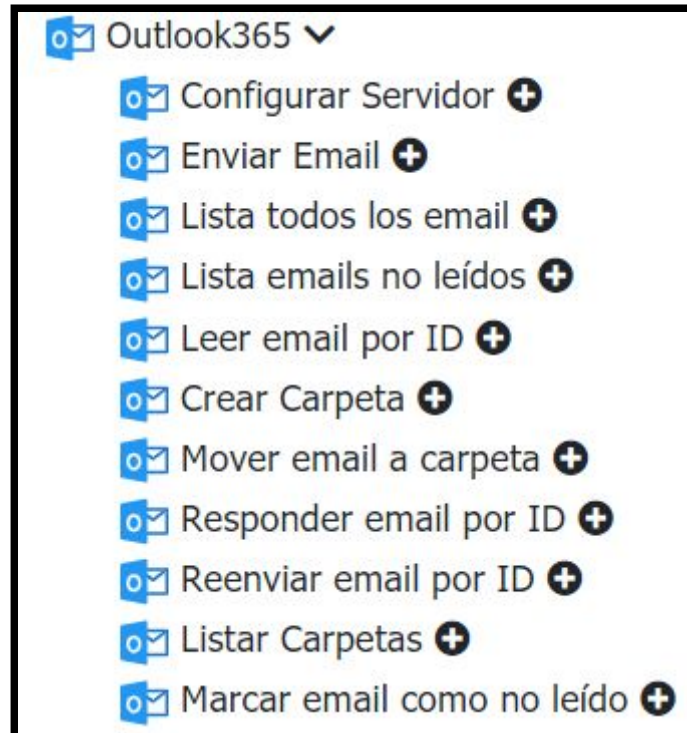 Outlook365
Configurar Servidor
Enviar Email
Lista todos los email
Lista emails no leídos
Leer email por ID
Crear Carpeta
Mover email a carpeta
Responder email por ID
Reenviar email por ID
Listar Carpetas
Marcar email como no leído